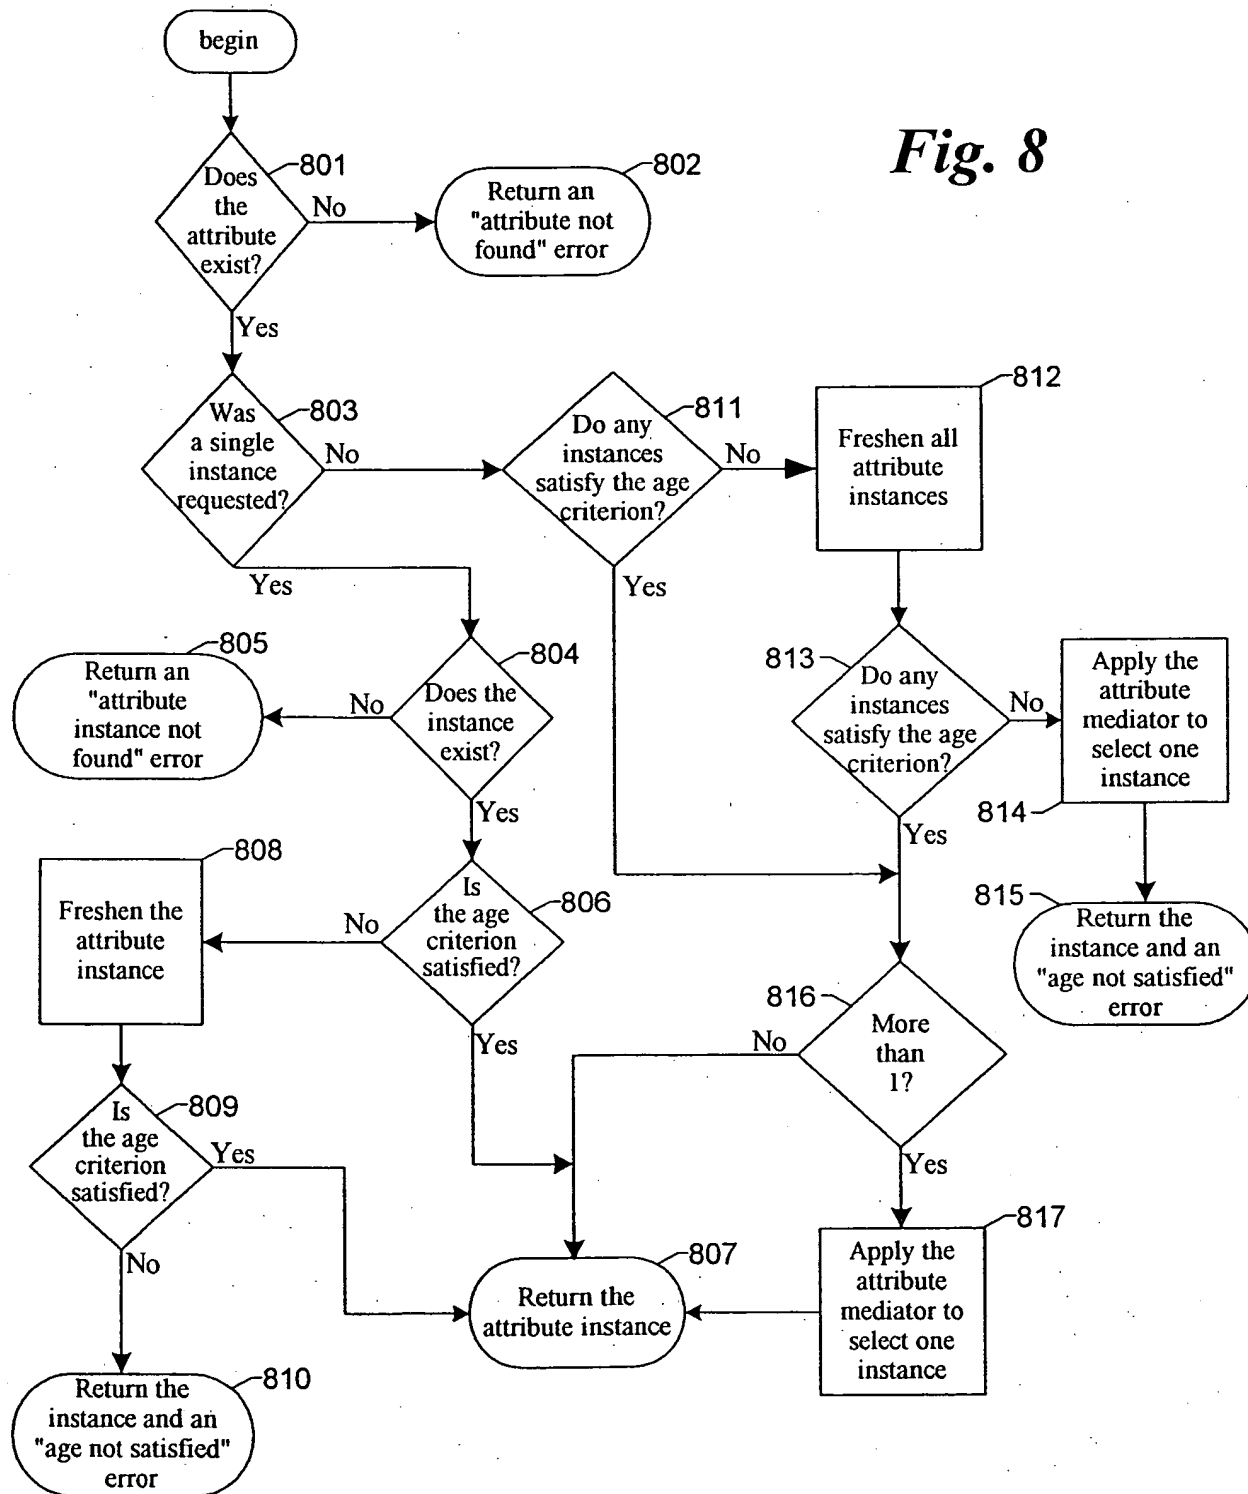 begin
Fig. 8
801
Does
the
attribute
exist?
No
802
Return an
"attribute not
found" error
Yes
803
Was
a single
instance
requested?
No
811
Do any
instances
satisfy the age
criterion?
No
812
Freshen all
attribute
instances
Yes
Yes
805
Return an
"attribute
instance not
found" error
No
804
Does the
instance
exist?
Yes
813
Do any
instances
satisfy the age
criterion?
No
Apply the
attribute
mediator to
select one
instance
814
Yes
808
Freshen the
attribute
instance
No
806
Is
the age
criterion
satisfied?
Yes
815
Return the
instance and an
"age not satisfied"
error
816
More
than
1?
No
Yes
809
Is
the age
criterion
satisfied?
Yes
No
807
Return the
attribute instance
817
Apply the
attribute
mediator to
select one
instance
810
Return the
instance and an
"age not satisfied"
error